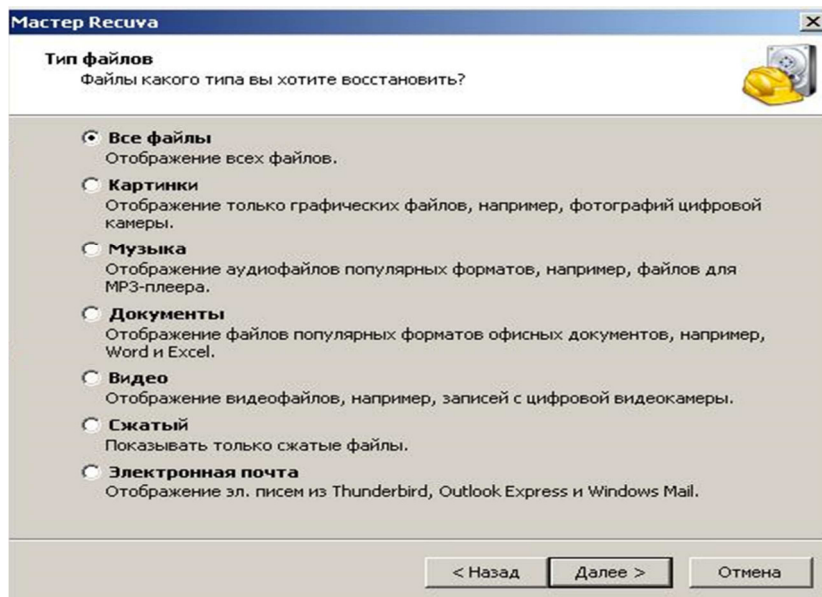 Мастер Recuva
Тип файлов
Файлы какого типа вы хотите восстановить?
Все файлы
Отображение всех файлов.
Картинки
Отображение только графических файлов, например, фотографий цифровой
камеры.
Музыка
Отображение аудиофайлов популярных форматов, например, файлов для
MP3-плеера.
Документы
Отображение файлов популярных форматов офисных документов, например,
Word и Excel.
Видео
Отображение видеофайлов, например, записей с цифровой видеокамеры.
Сжатый
Показывать только сжатые файлы.
Электронная почта
Отображение эл. писем из Thunderbird, Outlook Express и Windows Mail.
< Назад Далее > Отмена